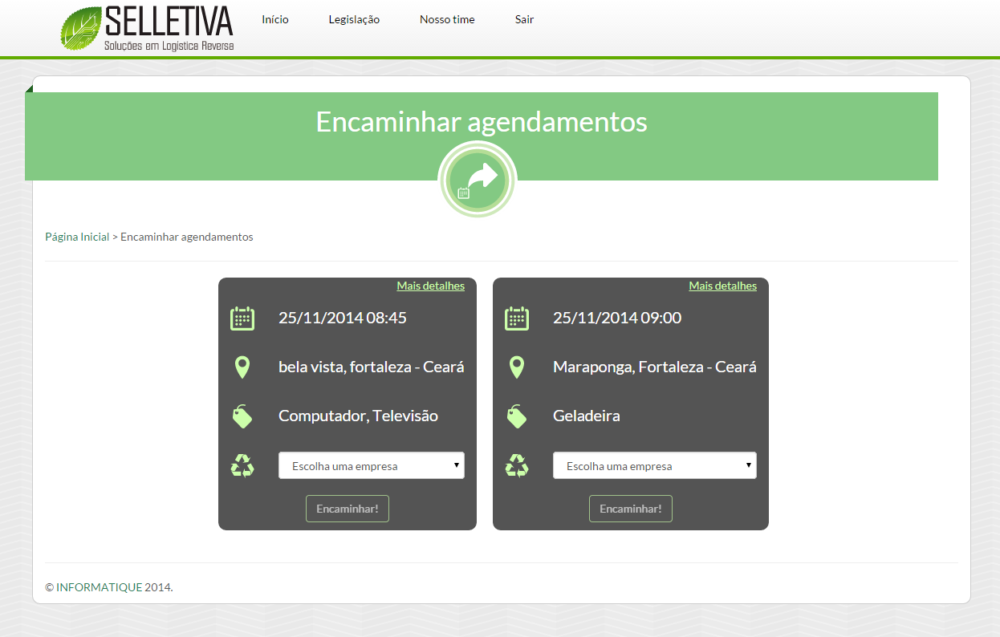 SELLETIVA
Soluções em Logística Reversa
Início Legislação Nosso time Sair
Encaminhar agendamentos
Página Inicial > Encaminhar agendamentos
Mais detalhes
25/11/2014 08:45
bela vista, fortaleza - Ceará
Computador, Televisão
Escolha uma empresa
Encaminhar!
Mais detalhes
25/11/2014 09:00
Maraponga, Fortaleza - Ceará
Geladeira
Escolha uma empresa
Encaminhar!
© INFORMATIQUE 2014.